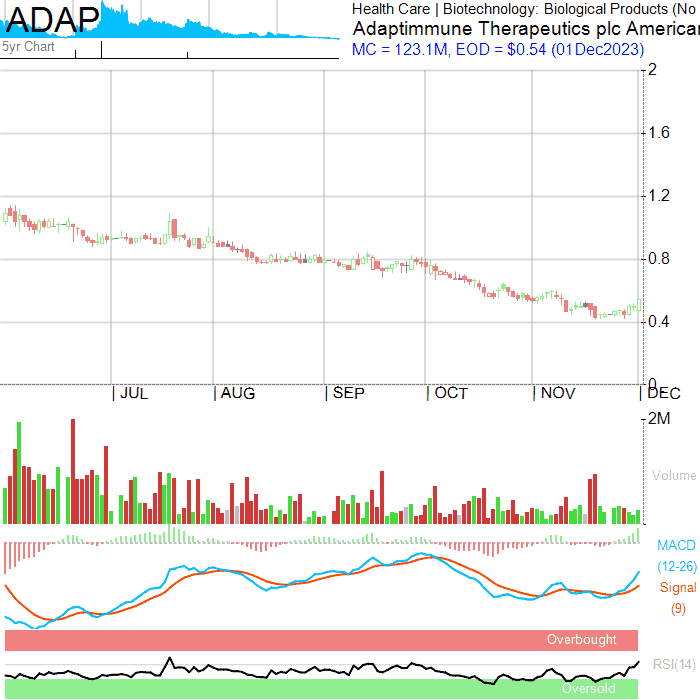 ADAP
5yr Chart
Health Care | Biotechnology: Biological Products (No
Adaptimmune Therapeutics plc American
MC = 123.1M, EOD = $0.54 (01Dec2023)
2
1.6
1.2
0.8
0.4
0
JUL AUG SEP OCT NOV DEC
2M
Volume
MACD
(12-26)
Signal
(9)
Overbought
RSI(14)
Oversold